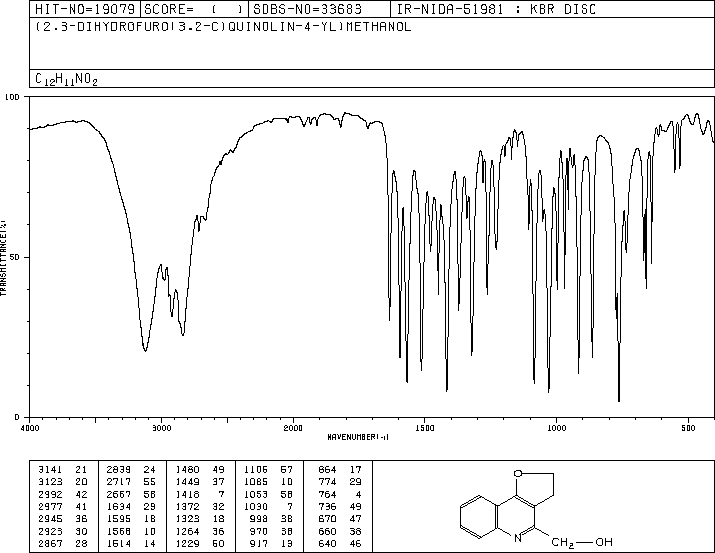 HIT-NO=19079 SCORE= ( ) SDBS-NO=33683 IR-NIDA-51981 : KBR DISC
(2,3-DIHYDROFURO(3,2-C)QUINOLIN-4-YL)METHANOL
C12H11NO2
100
50
0
TRANSMITTANCE(%)
4000 3000 2000 1500 1000 500
WAVENUMBER(-1)
3141 21 2839 24 1480 49 1106 57 864 17
3123 20 2717 55 1449 37 1085 10 774 29
2992 42 2667 58 1418 7 1053 58 764 4
2977 41 1634 29 1372 32 1030 7 736 49
2945 36 1595 18 1323 18 998 38 670 47
2923 30 1568 10 1264 36 970 38 660 38
2867 28 1514 14 1229 50 917 13 640 46
O
N
CH2 OH